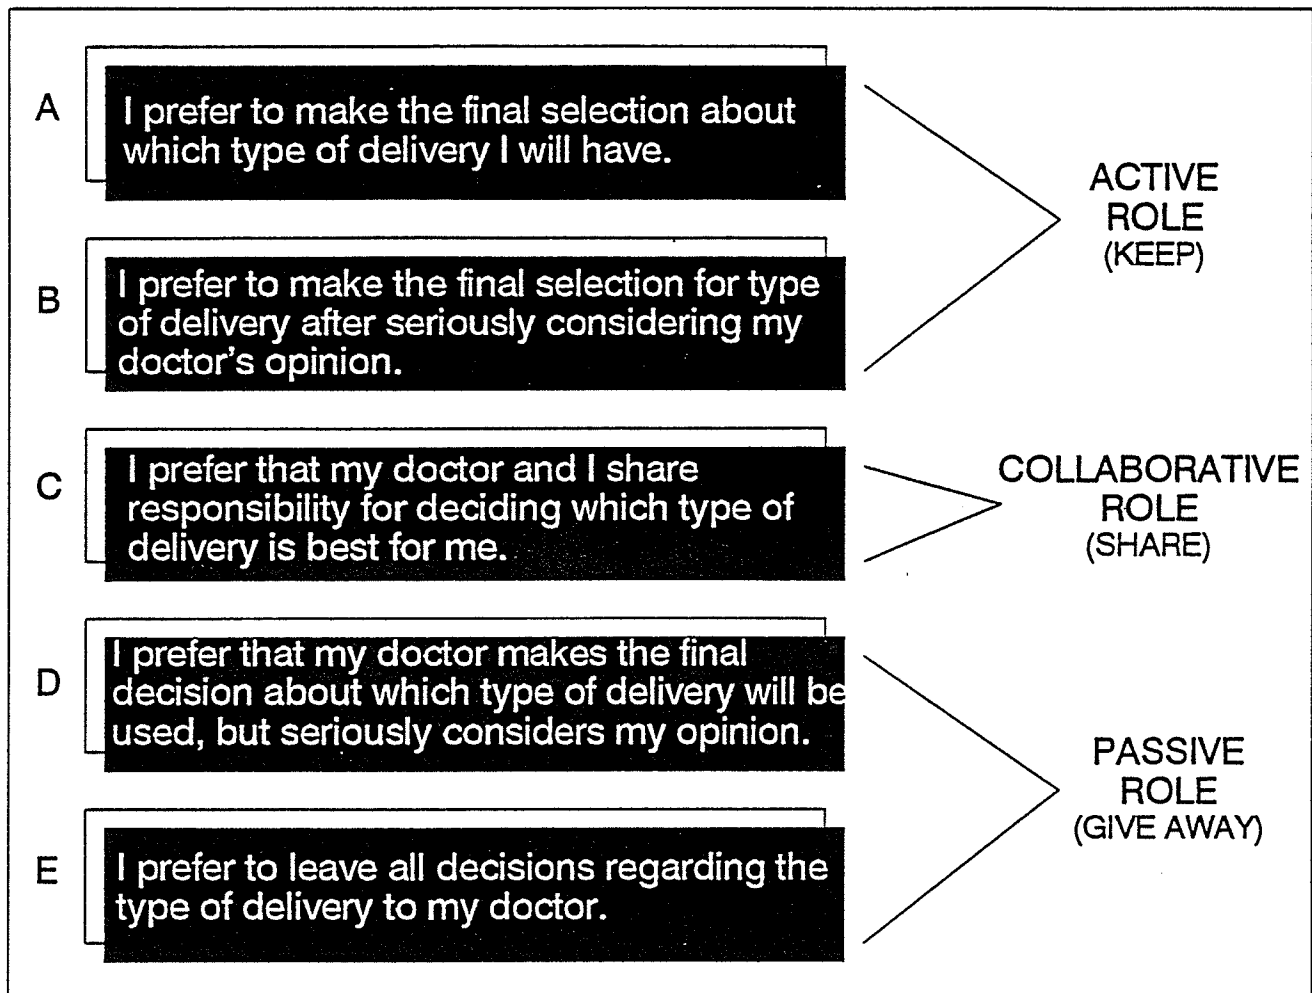 A
I prefer to make the final selection about
which type of delivery I will have.
B
I prefer to make the final selection for type
of delivery after seriously considering my
doctor's opinion.
ACTIVE
ROLE
(KEEP)
C
I prefer that my doctor and I share
responsibility for deciding which type of
delivery is best for me.
COLLABORATIVE
ROLE
(SHARE)
D
I prefer that my doctor makes the final
decision about which type of delivery will be
used, but seriously considers my opinion.
E
I prefer to leave all decisions regarding the
type of delivery to my doctor.
PASSIVE
ROLE
(GIVE AWAY)